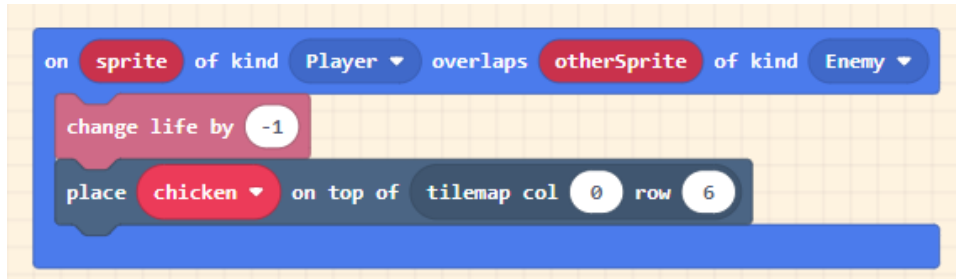 on sprite of kind Player overlaps otherSprite of kind Enemy
change life by -1
place chicken on top of tilemap col 0 row 6